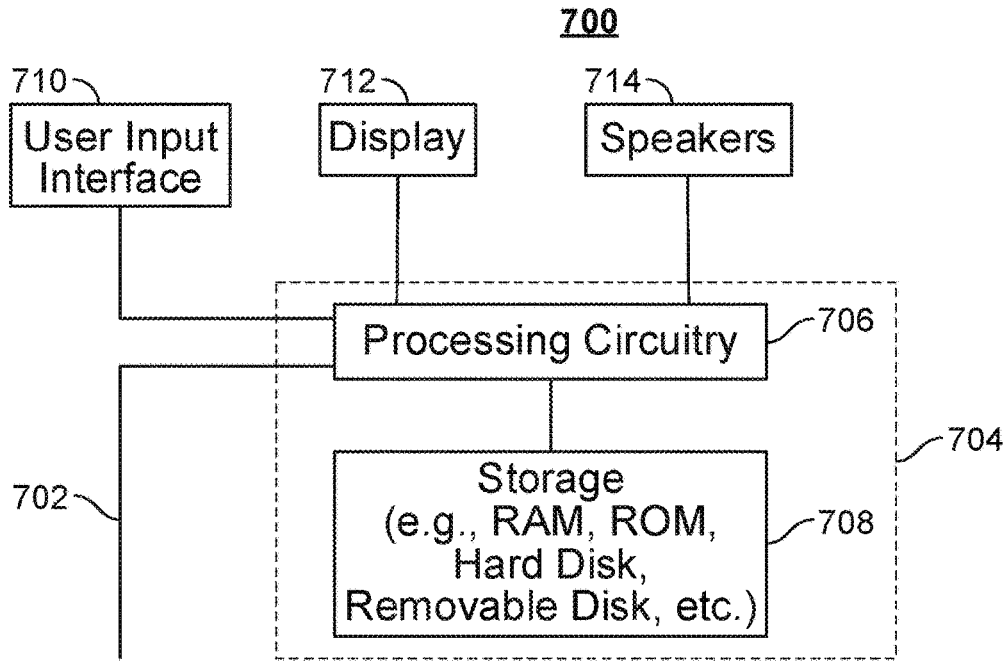 700
710
712
714
User Input
Interface
Display
Speakers
Processing Circuitry
706
704
Storage
(e.g., RAM, ROM,
Hard Disk,
Removable Disk, etc.)
702
708